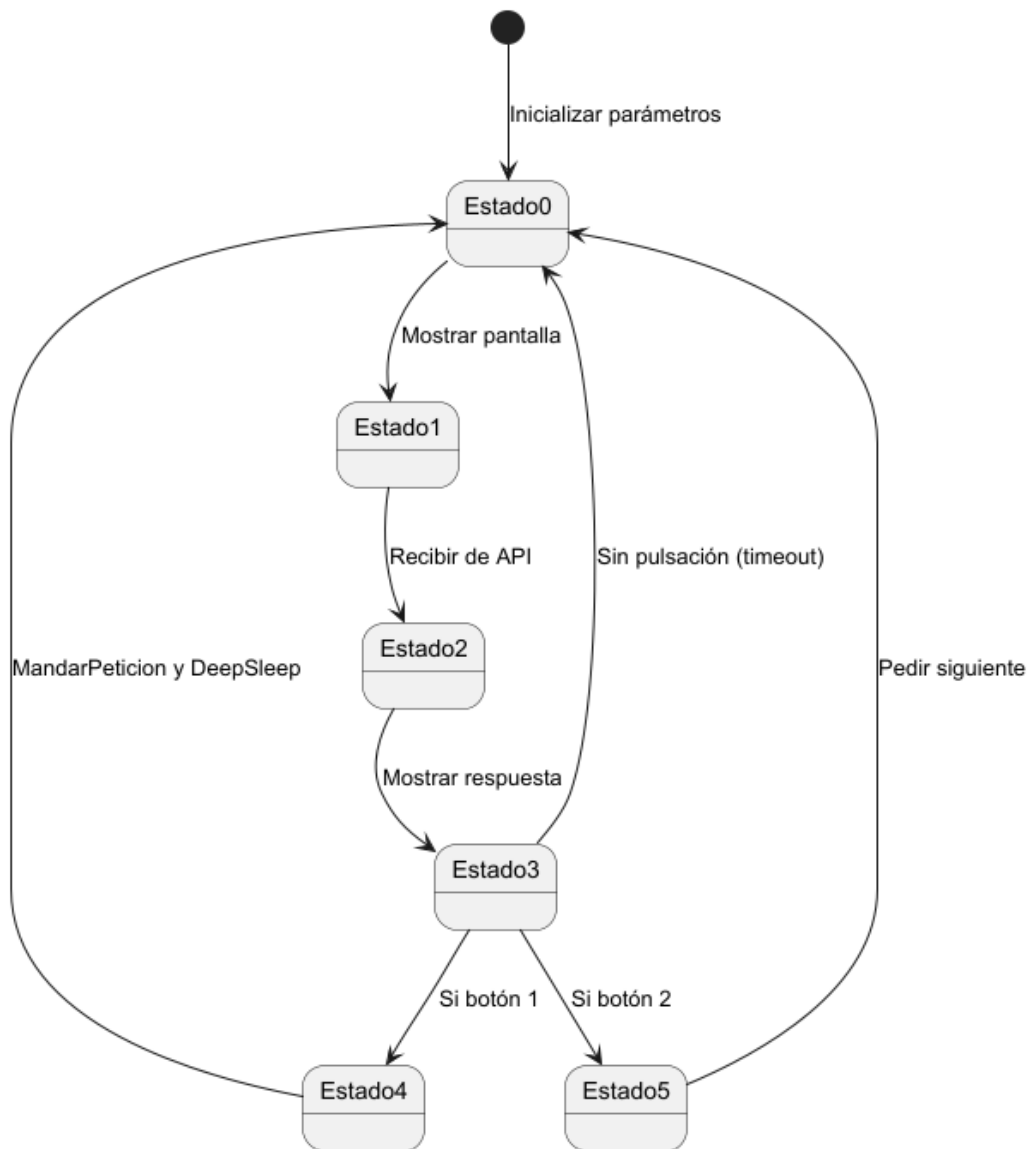 Inicializar parámetros
Estado0
Mostrar pantalla
Estado1
Recibir de API
Sin pulsación (timeout)
Estado2
MandarPeticion y DeepSleep
Pedir siguiente
Mostrar respuesta
Estado3
Si botón 1
Si botón 2
Estado4
Estado5